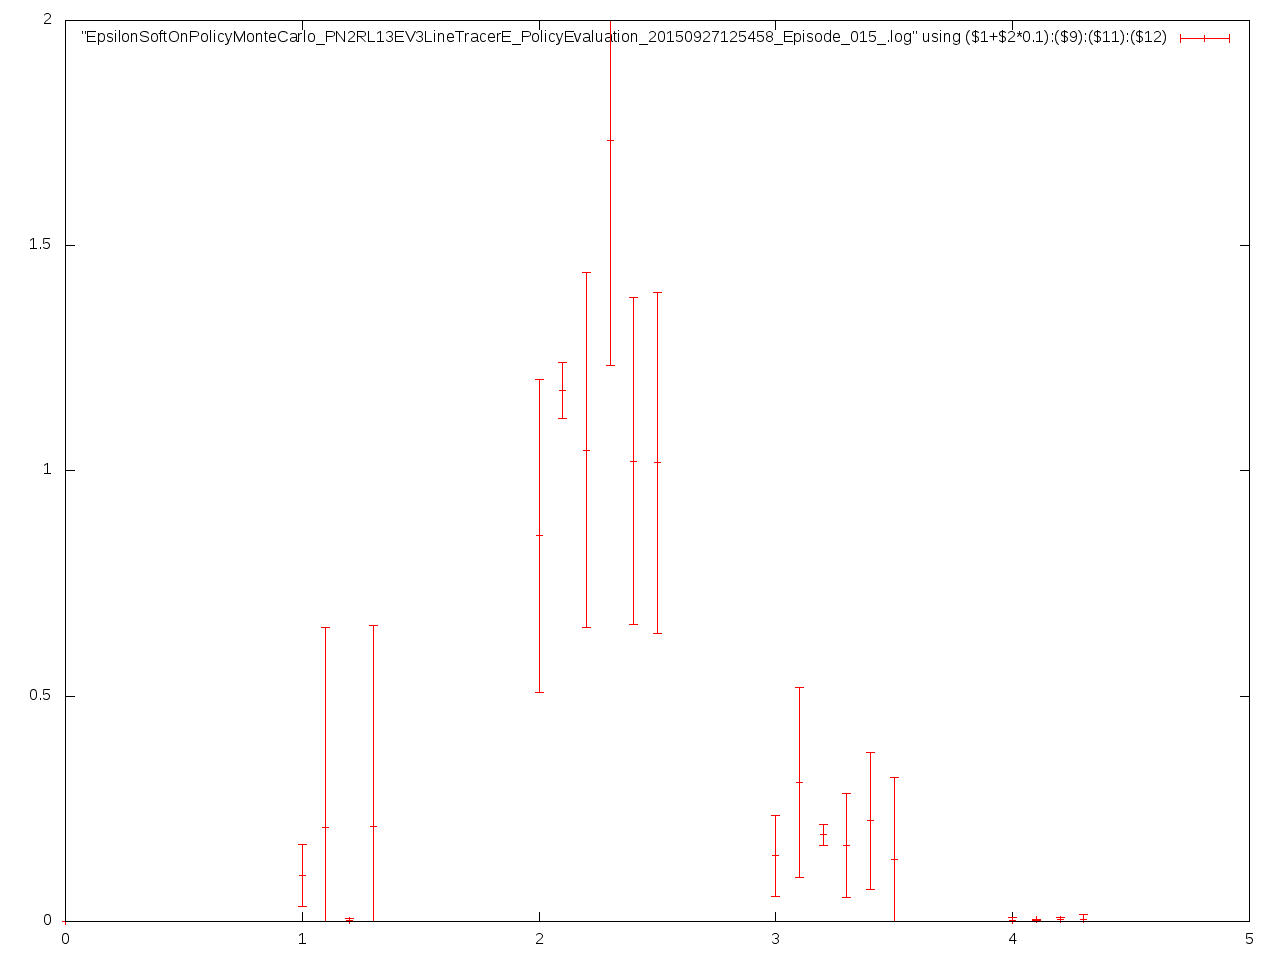 2
"EpsilonSoftOnPolicyMonteCarlo_PN2RL13EV3LineTracerE_PolicyEvaluation_20150927125458_Episode_015_.log" using ($1+$2*0.1):($9):($11):($12)
1.5
1
0.5
0
0 1 2 3 4 5